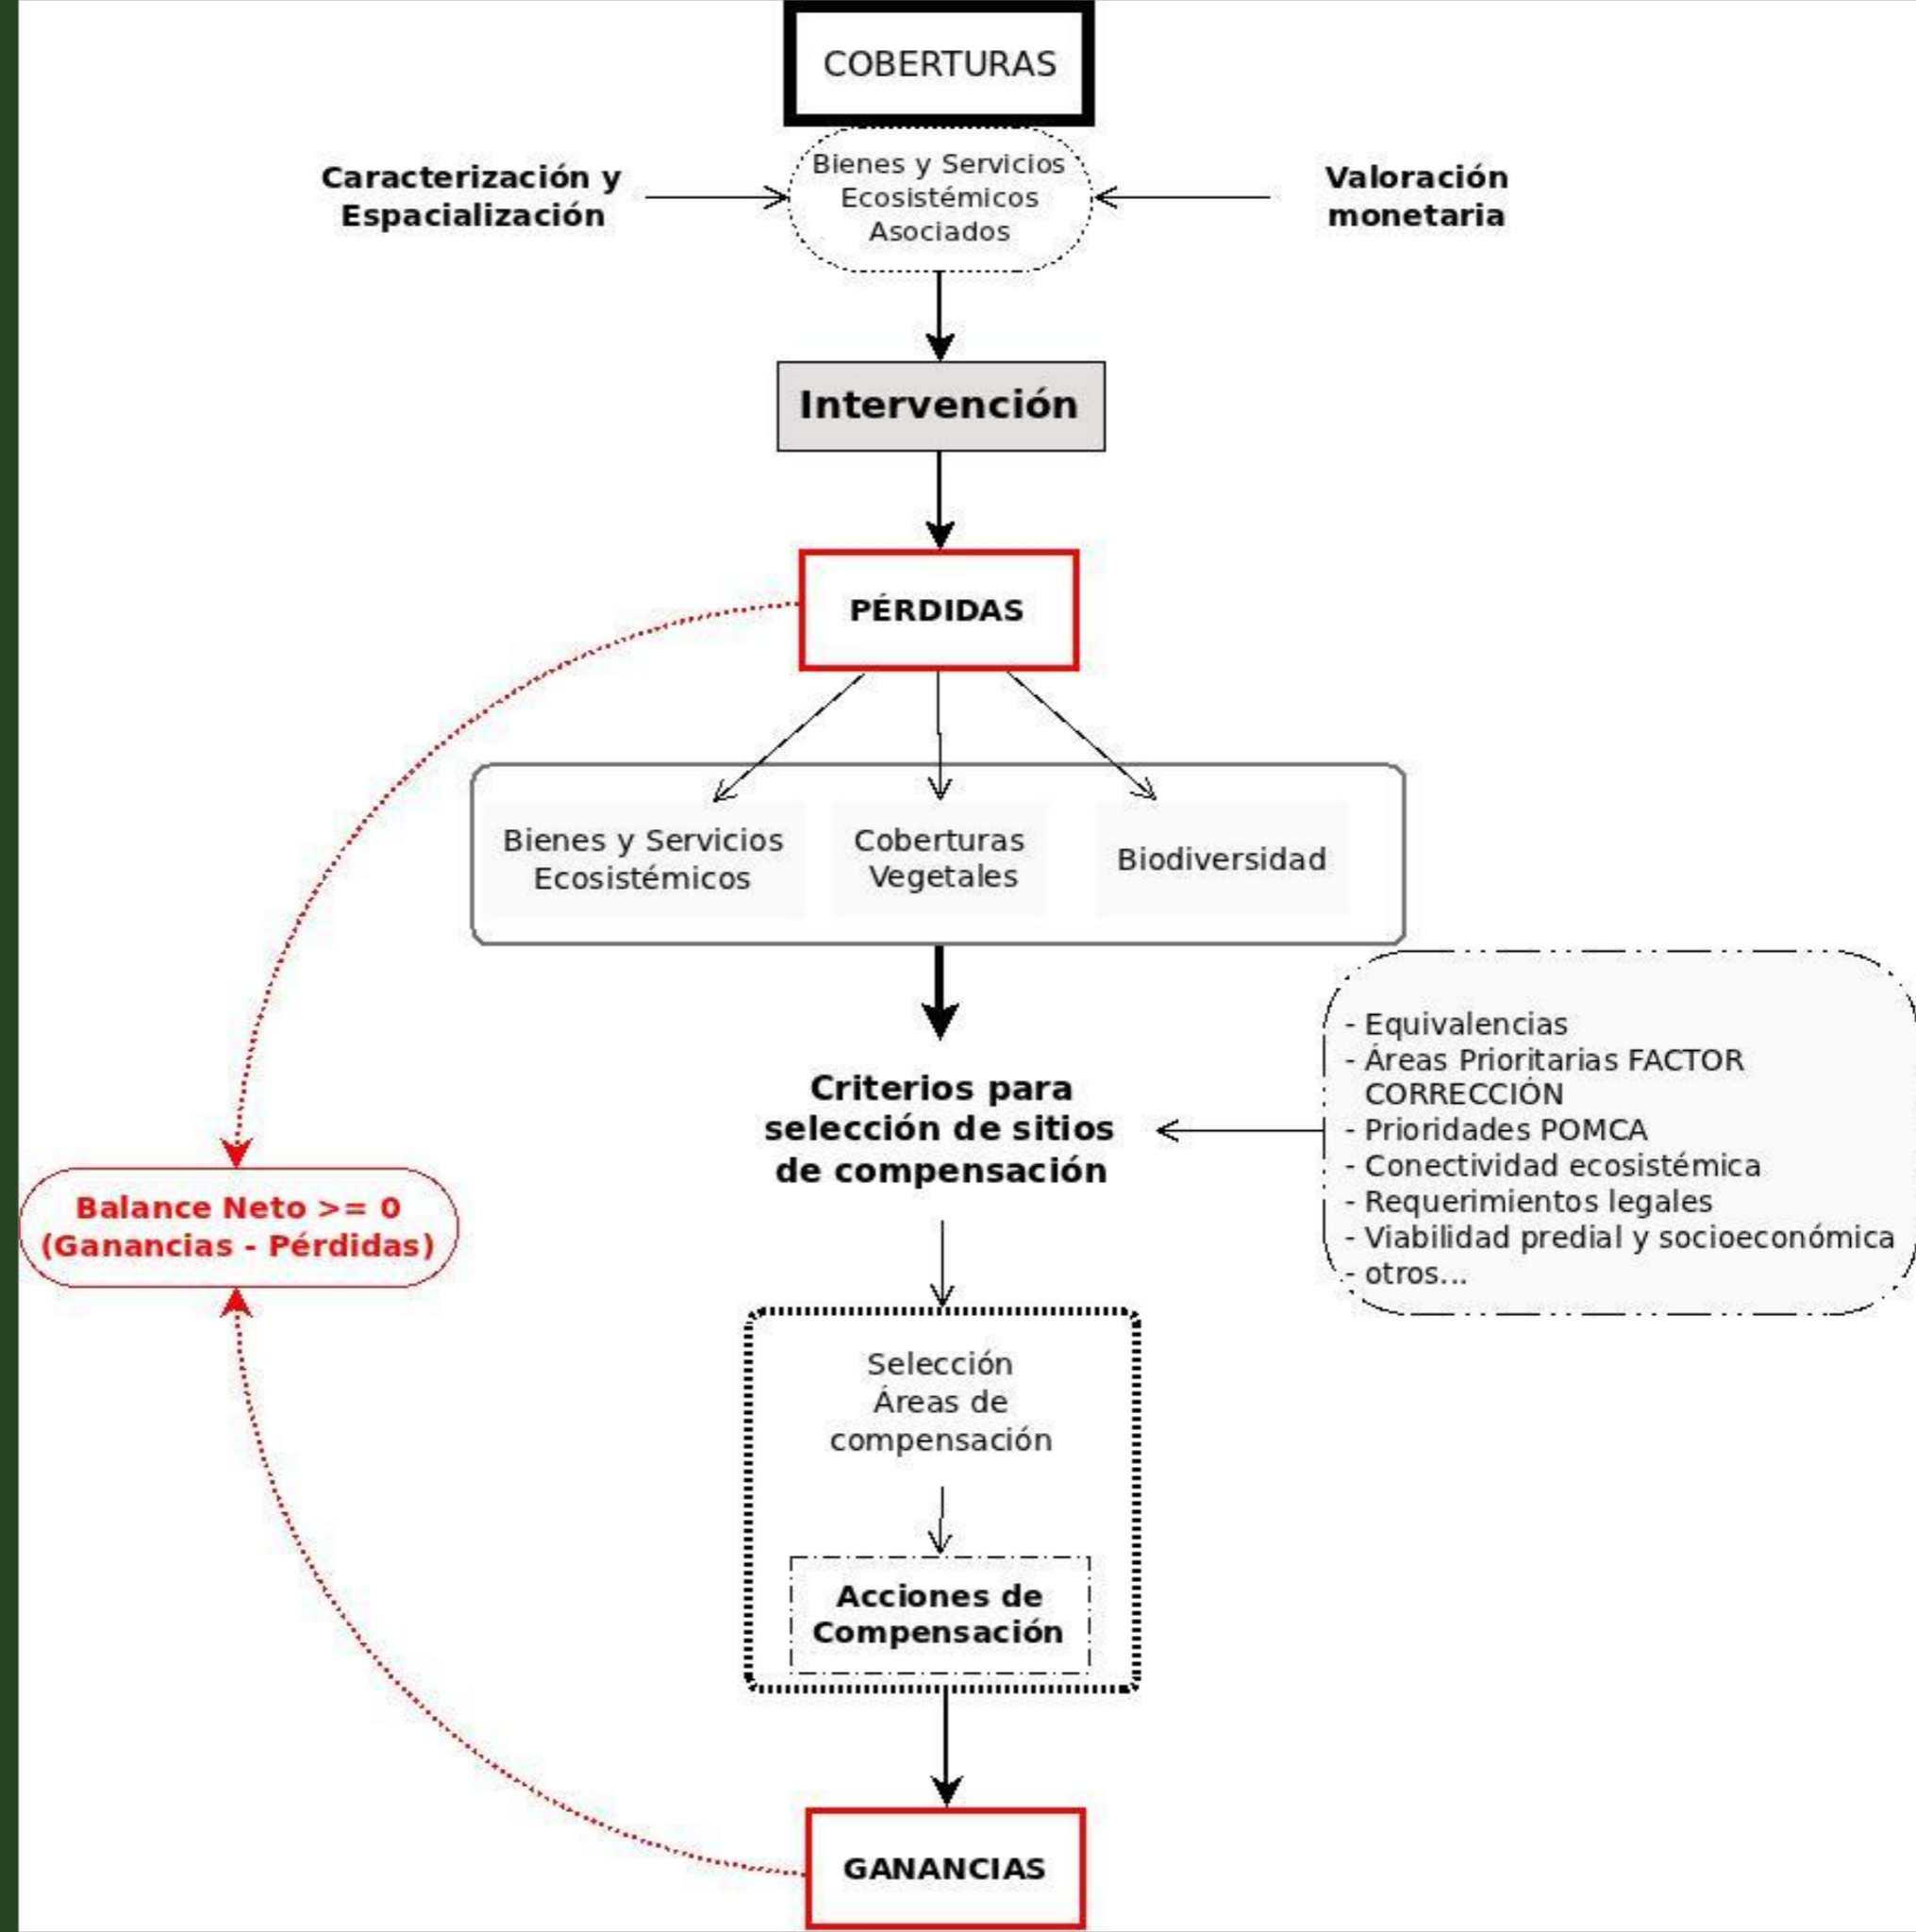 COBERTURAS
Caracterización y
Espacialización
Bienes y Servicios
Ecosistémicos
Asociados
Valoración
monetaria
Intervención
PÉRDIDAS
Bienes y Servicios
Ecosistémicos
Coberturas
Vegetales
Biodiversidad
Criterios para
selección de sitios
de compensación
- Equivalencias
- Áreas Prioritarias FACTOR
CORRECCIÓN
- Prioridades POMCA
- Conectividad ecosistémica
- Requerimientos legales
- Viabilidad predial y socioeconómica
- otros...
Balance Neto >= 0
(Ganancias - Pérdidas)
Selección
Áreas de
compensación
Acciones de
Compensación
GANANCIAS